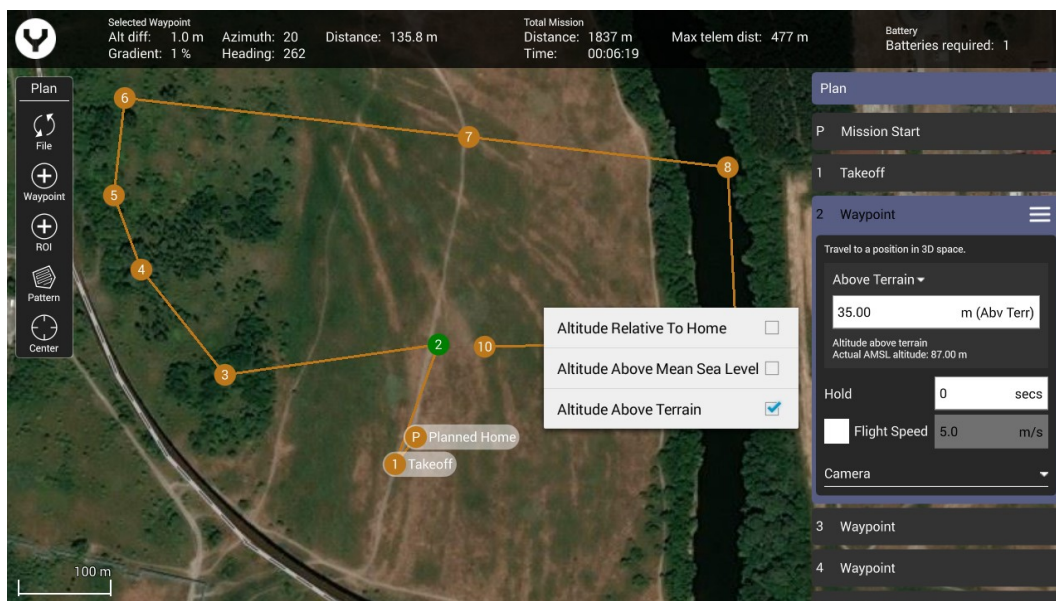 Selected Waypoint
Alt diff: 1.0 m Azimuth: 20 Distance: 135.8 m
Gradient: 1 % Heading: 262
Total Mission
Distance: 1837 m Max telem dist: 477 m
Time: 00:06:19
Battery
Batteries required: 1
Plan
File
Waypoint
ROI
Pattern
Center
6
7
8
5
4
2
10
3
P Planned Home
1 Takeoff
100 m
Altitude Relative To Home
Altitude Above Mean Sea Level
Altitude Above Terrain
Plan
P Mission Start
1 Takeoff
2 Waypoint
Travel to a position in 3D space.
Above Terrain
35.00 m (Abv Terr)
Altitude above terrain
Actual AMSL altitude: 87.00 m
Hold 0 secs
Flight Speed 5.0 m/s
Camera
3 Waypoint
4 Waypoint